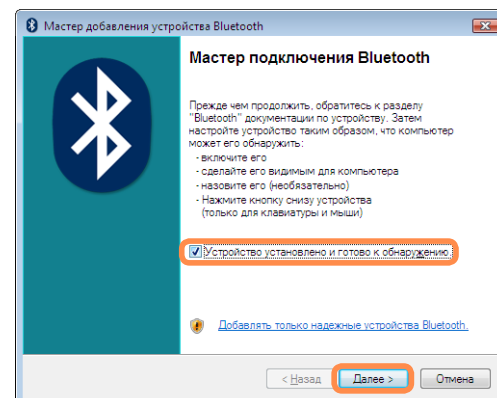 Мастер добавления устройства Bluetooth
Мастер подключения Bluetooth
Прежде чем продолжить, обратитесь к разделу
"Bluetooth" документации по устройству. Затем
настройте устройство таким образом, что компьютер
может его обнаружить:
- включите его
- сделайте его видимым для компьютера
- назовите его (необязательно)
- Нажмите кнопку снизу устройства
(только для клавиатуры и мыши)
Устройство установлено и готово к обнаружению.
Добавлять только надежные устройства Bluetooth.
< Назад
Далее >
Отмена